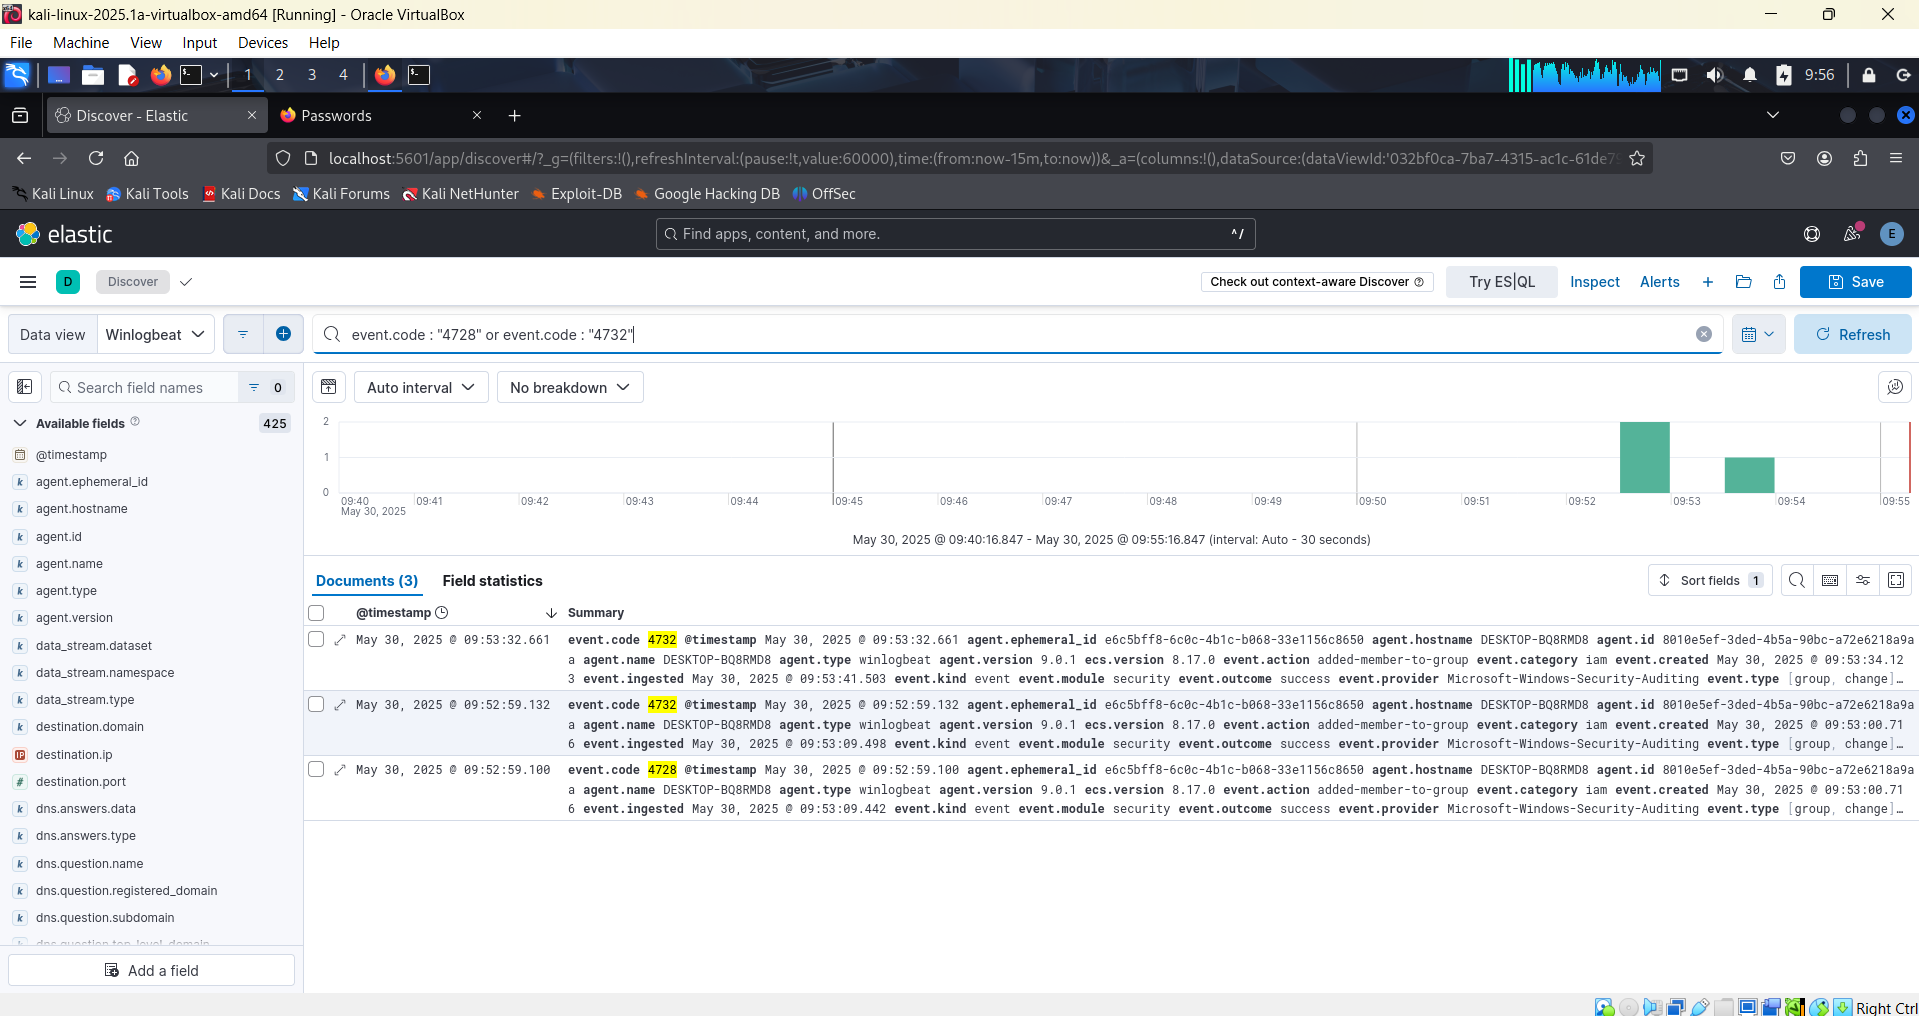 kali-linux-2025.1a-virtualbox-amd64 [Running] - Oracle VirtualBox
File Machine View Input Devices Help
1 2 3 4 9:56
Discover - Elastic Passwords
localhost:5601/app/discover#/?_g=(filters:!(),refreshInterval:(pause:!t,value:60000),time:(from:now-15m,to:now))&_a=(columns:!(),dataSource:(dataViewId:'032bf0ca-7ba7-4315-ac1c-61de79
Kali Linux Kali Tools Kali Docs Kali Forums Kali NetHunter Exploit-DB Google Hacking DB OffSec
elastic Find apps, content, and more. ^/ E
D Discover Check out context-aware Discover Try ES|QL Inspect Alerts Save
Data view Winlogbeat event.code : "4728" or event.code : "4732" Refresh
Search field names 0 Auto interval No breakdown
Available fields 425
@timestamp
agent.ephemeral_id
agent.hostname
agent.id
agent.name
agent.type
agent.version
data_stream.dataset
data_stream.namespace
data_stream.type
destination.domain
destination.ip
destination.port
dns.answers.data
dns.answers.type
dns.question.name
dns.question.registered_domain
dns.question.subdomain
dns.question.top_level_domain
Add a field
2
1
0
09:40 09:41 09:42 09:43 09:44 09:45 09:46 09:47 09:48 09:49 09:50 09:51 09:52 09:53 09:54 09:55
May 30, 2025
May 30, 2025 @ 09:40:16.847 - May 30, 2025 @ 09:55:16.847 (interval: Auto - 30 seconds)
Documents (3) Field statistics Sort fields 1
@timestamp Summary
May 30, 2025 @ 09:53:32.661 event.code 4732 @timestamp May 30, 2025 @ 09:53:32.661 agent.ephemeral_id e6c5bff8-6c0c-4b1c-b068-33e1156c8650 agent.hostname DESKTOP-BQ8RMD8 agent.id 8010e5ef-3ded-4b5a-90bc-a72e6218a9a
a agent.name DESKTOP-BQ8RMD8 agent.type winlogbeat agent.version 9.0.1 ecs.version 8.17.0 event.action added-member-to-group event.category iam event.created May 30, 2025 @ 09:53:34.12
3 event.ingested May 30, 2025 @ 09:53:41.503 event.kind event event.module security event.outcome success event.provider Microsoft-Windows-Security-Auditing event.type [group, change]…
May 30, 2025 @ 09:52:59.132 event.code 4732 @timestamp May 30, 2025 @ 09:52:59.132 agent.ephemeral_id e6c5bff8-6c0c-4b1c-b068-33e1156c8650 agent.hostname DESKTOP-BQ8RMD8 agent.id 8010e5ef-3ded-4b5a-90bc-a72e6218a9a
a agent.name DESKTOP-BQ8RMD8 agent.type winlogbeat agent.version 9.0.1 ecs.version 8.17.0 event.action added-member-to-group event.category iam event.created May 30, 2025 @ 09:53:00.71
6 event.ingested May 30, 2025 @ 09:53:09.498 event.kind event event.module security event.outcome success event.provider Microsoft-Windows-Security-Auditing event.type [group, change]…
May 30, 2025 @ 09:52:59.100 event.code 4728 @timestamp May 30, 2025 @ 09:52:59.100 agent.ephemeral_id e6c5bff8-6c0c-4b1c-b068-33e1156c8650 agent.hostname DESKTOP-BQ8RMD8 agent.id 8010e5ef-3ded-4b5a-90bc-a72e6218a9a
a agent.name DESKTOP-BQ8RMD8 agent.type winlogbeat agent.version 9.0.1 ecs.version 8.17.0 event.action added-member-to-group event.category iam event.created May 30, 2025 @ 09:53:00.71
6 event.ingested May 30, 2025 @ 09:53:09.442 event.kind event event.module security event.outcome success event.provider Microsoft-Windows-Security-Auditing event.type [group, change]…
Right Ctrl